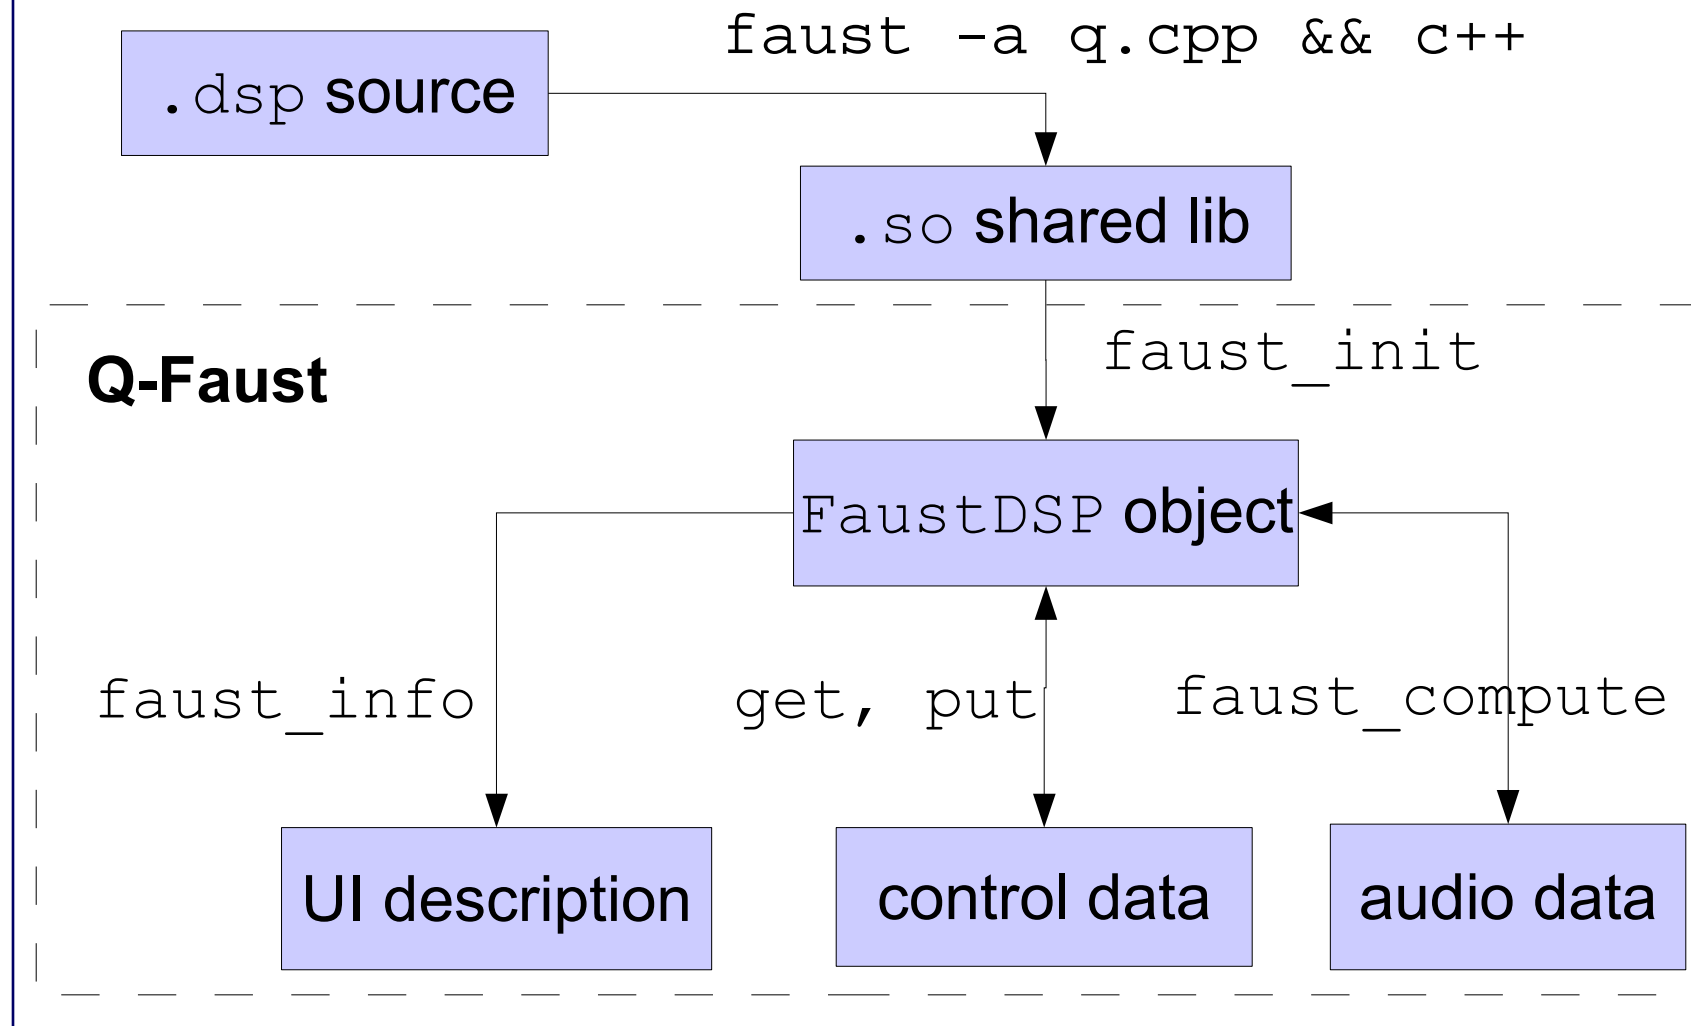 faust -a q.cpp && c++
.dsp source
.so shared lib
faust_init
Q-Faust
FaustDSP object
faust_info
get, put
faust_compute
UI description
control data
audio data